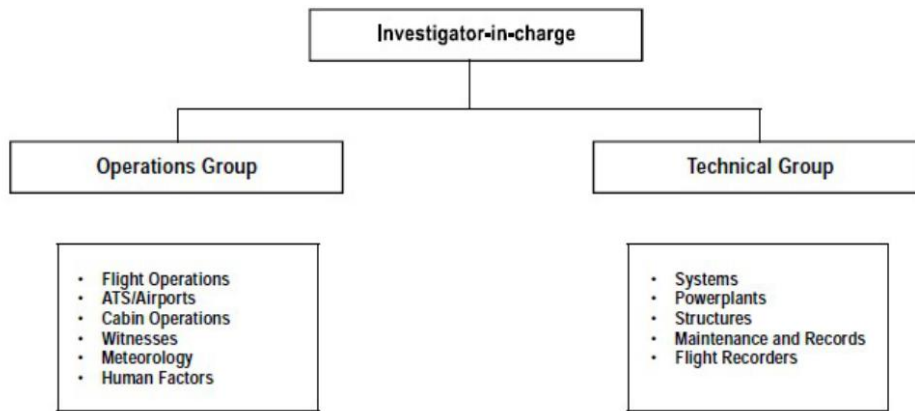 Investigator-in-charge
Operations Group
Technical Group
• Flight Operations
• ATS/Airports
• Cabin Operations
• Witnesses
• Meteorology
• Human Factors
• Systems
• Powerplants
• Structures
• Maintenance and Records
• Flight Recorders